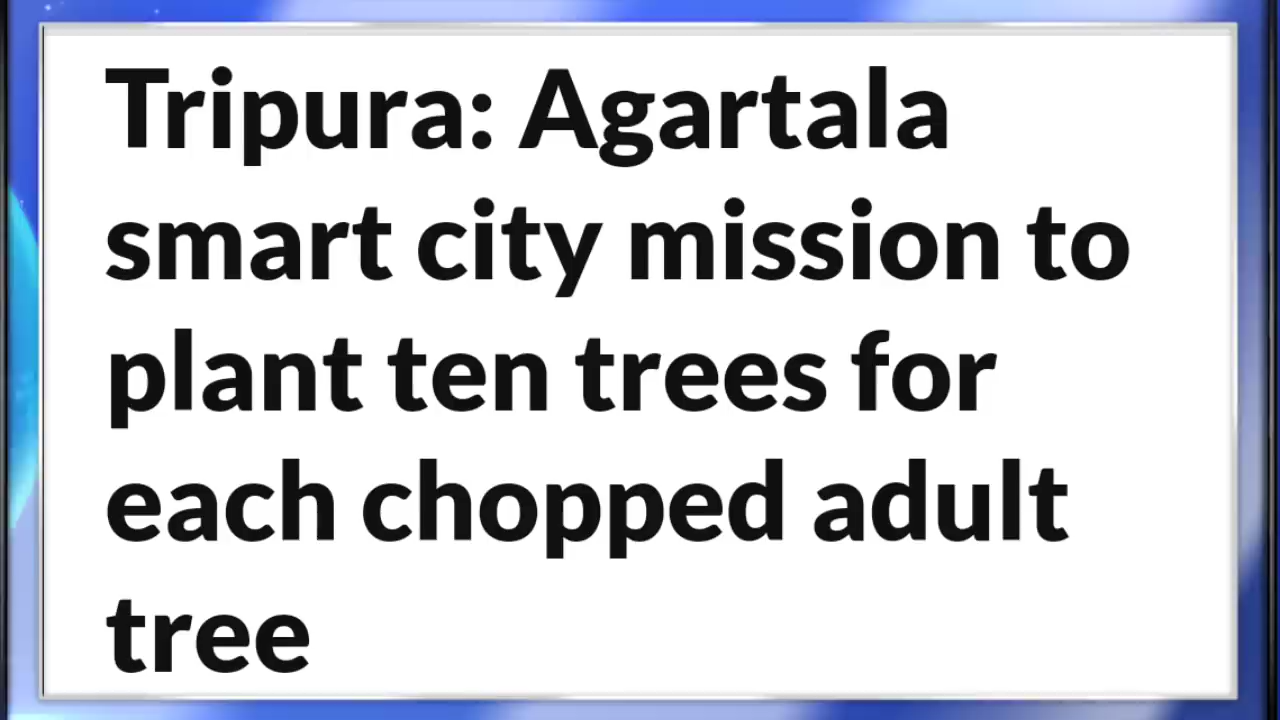 Tripura: Agartala
smart city mission to
plant ten trees for
each chopped adult
tree